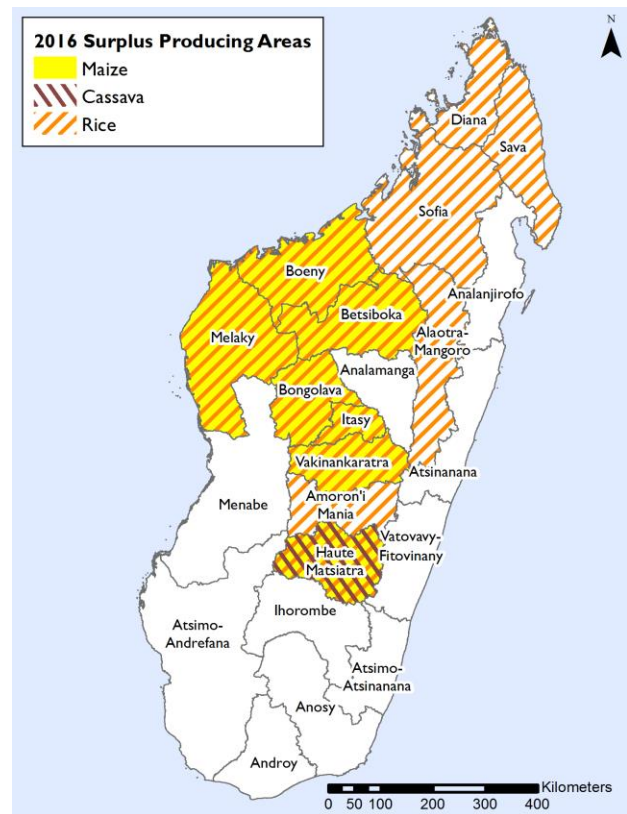 2016 Surplus Producing Areas
Maize
Cassava
Rice
N
Diana
Sava
Sofia
Boeny
Analanjirofo
Betsiboka
Melaky
Alaotra-
Mangoro
Analamanga
Bongolava
Itasy
Vakinankaratra
Atsinanana
Menabe
Amoron'i
Mania
Vatovavy-
Fitovinany
Haute
Matsiatra
Ihorombe
Atsimo-
Andrefana
Atsimo-
Atsinanana
Anosy
Androy
Kilometers
0 50 100 200 300 400